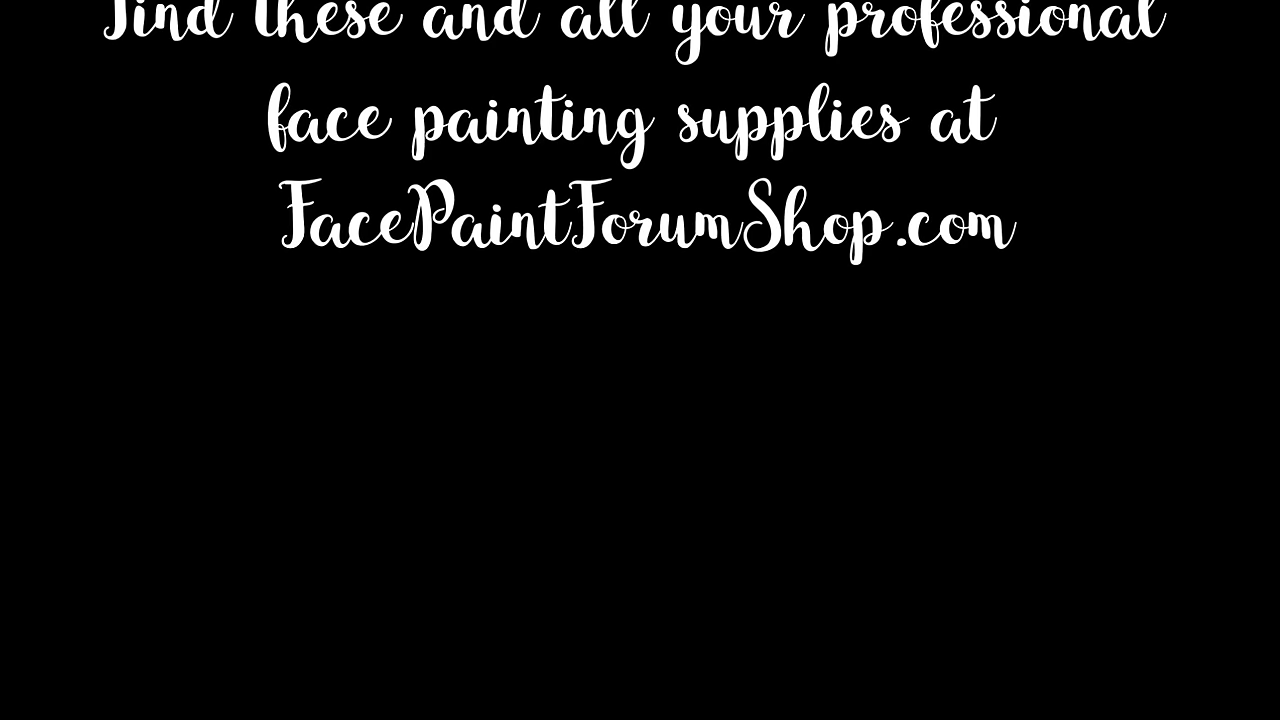 Find these and all your professional
face painting supplies at
FacePaintForumShop.com